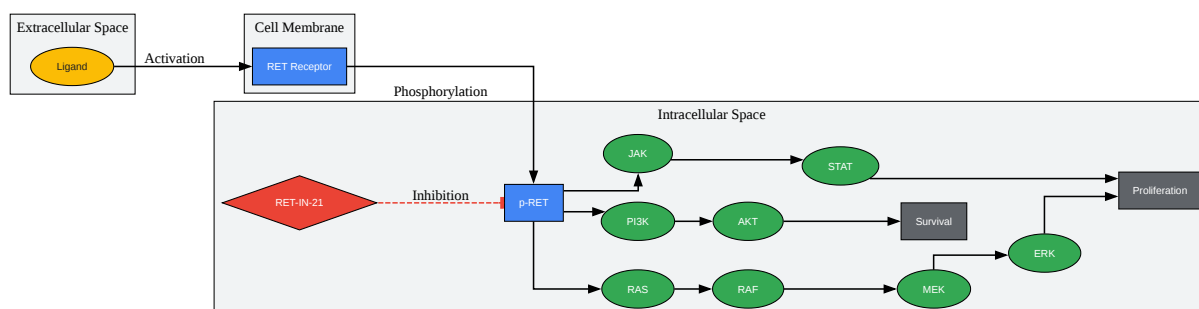 Extracellular Space
Cell Membrane
Ligand
Activation
RET Receptor
Phosphorylation
Intracellular Space
JAK
STAT
RET-IN-21
Inhibition
p-RET
Proliferation
PI3K
AKT
Survival
ERK
RAS
RAF
MEK